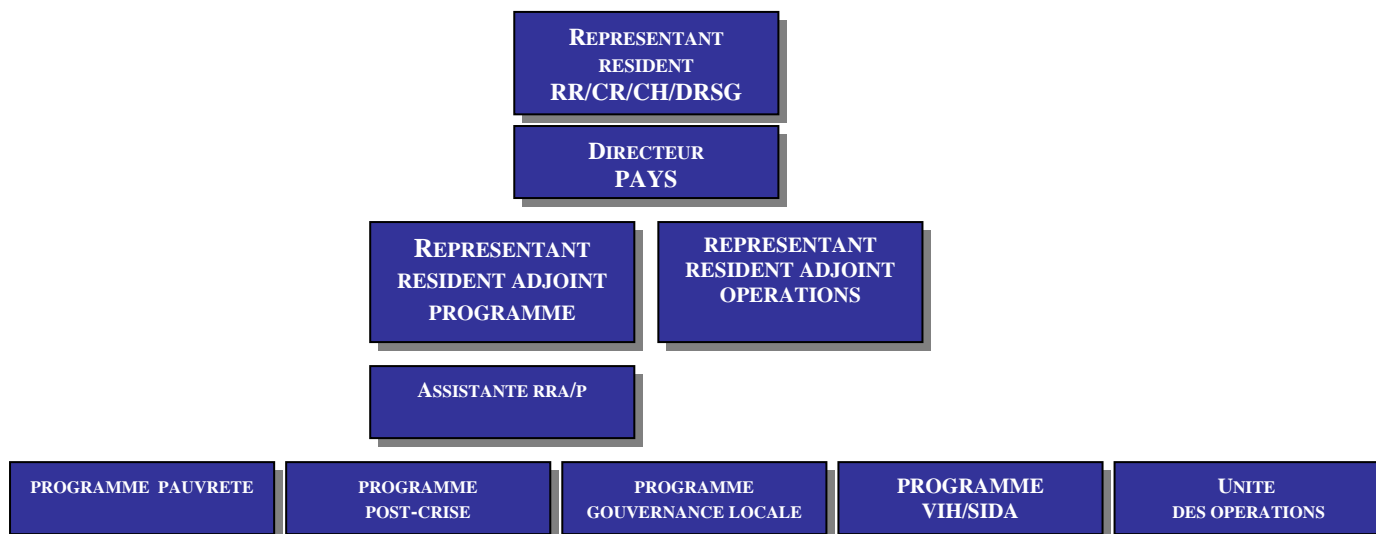 REPRESENTANT
RESIDENT
RR/CR/CH/DRSG
DIRECTEUR
PAYS
REPRESENTANT
RESIDENT ADJOINT
PROGRAMME
REPRESENTANT
RESIDENT ADJOINT
OPERATIONS
ASSISTANTE RRA/P
PROGRAMME PAUVRETE
PROGRAMME
POST-CRISE
PROGRAMME
GOUVERNANCE LOCALE
PROGRAMME
VIH/SIDA
UNITE
DES OPERATIONS